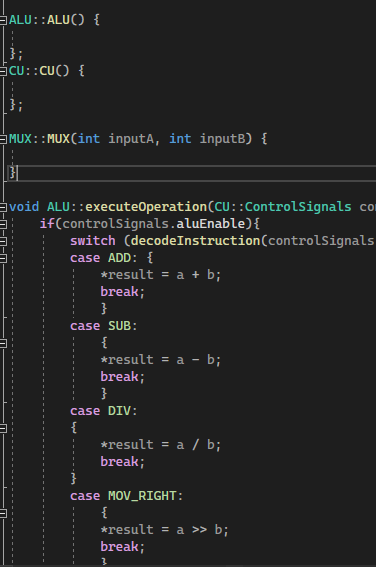 ALU::ALU() {
};
CU::CU() {
};
MUX::MUX(int inputA, int inputB) {
}
void ALU::executeOperation(CU::ControlSignals
if(controlSignals.aluEnable){
switch (decodeInstruction(controlSignals
case ADD: {
*result = a + b;
break;
}
case SUB:
{
*result = a - b;
break;
}
case DIV:
{
*result = a / b;
break;
}
case MOV_RIGHT:
{
*result = a >> b;
break;
}